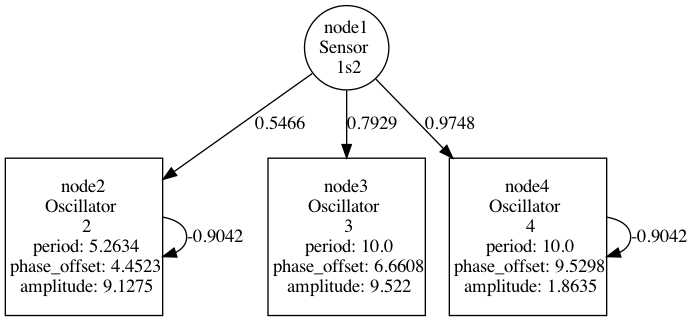 node1
Sensor
1s2
0.5466
0.7929
0.9748
node2
Oscillator
2
period: 5.2634
phase_offset: 4.4523
amplitude: 9.1275
-0.9042
node3
Oscillator
3
period: 10.0
phase_offset: 6.6608
amplitude: 9.522
node4
Oscillator
4
period: 10.0
phase_offset: 9.5298
amplitude: 1.8635
-0.9042